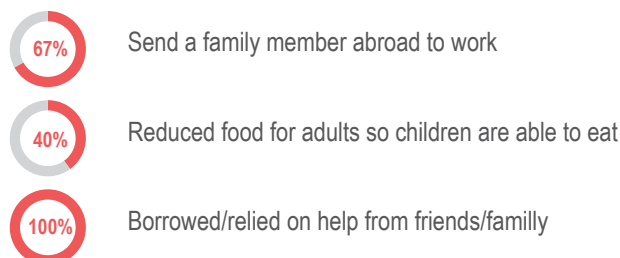 67% Send a family member abroad to work
40% Reduced food for adults so children are able to eat
100% Borrowed/relied on help from friends/familly